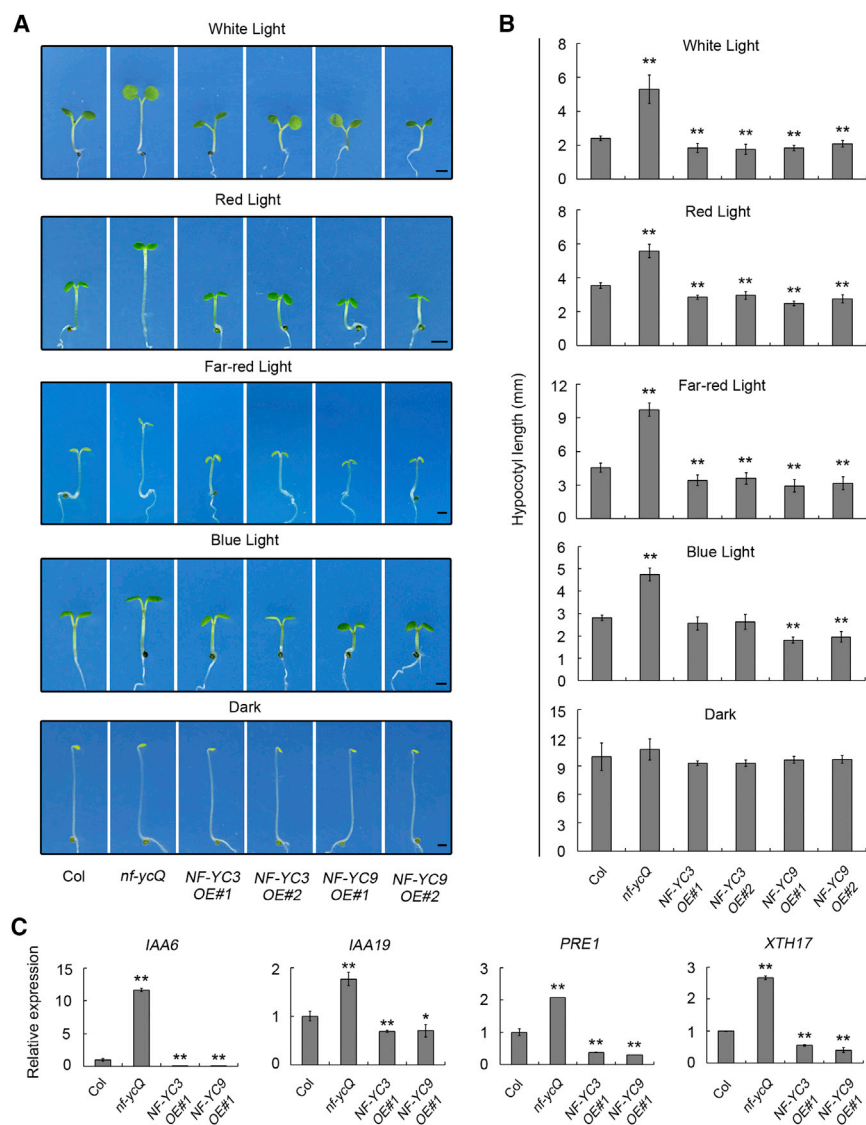 A
White Light
Red Light
Far-red Light
Blue Light
Dark
Col
nf-ycQ
NF-YC3
OE#1
NF-YC3
OE#2
NF-YC9
OE#1
NF-YC9
OE#2
B
Hypocotyl length (mm)
White Light
8
6
4
2
0
**
**
**
**
**
Red Light
8
6
4
2
0
**
**
**
**
**
Far-red Light
12
9
6
3
0
**
**
**
**
**
Blue Light
6
5
4
3
2
1
0
**
**
**
Dark
15
12
9
6
3
0
Col
nf-ycQ
NF-YC3
OE#1
NF-YC3
OE#2
NF-YC9
OE#1
NF-YC9
OE#2
C
Relative expression
IAA6
15
10
5
0
**
**
**
Col
nf-ycQ
NF-YC3
OE#1
NF-YC9
OE#1
IAA19
2
1
0
**
**
*
Col
nf-ycQ
NF-YC3
OE#1
NF-YC9
OE#1
PRE1
3
2
1
0
**
**
**
Col
nf-ycQ
NF-YC3
OE#1
NF-YC9
OE#1
XTH17
3
2
1
0
**
**
**
Col
nf-ycQ
NF-YC3
OE#1
NF-YC9
OE#1